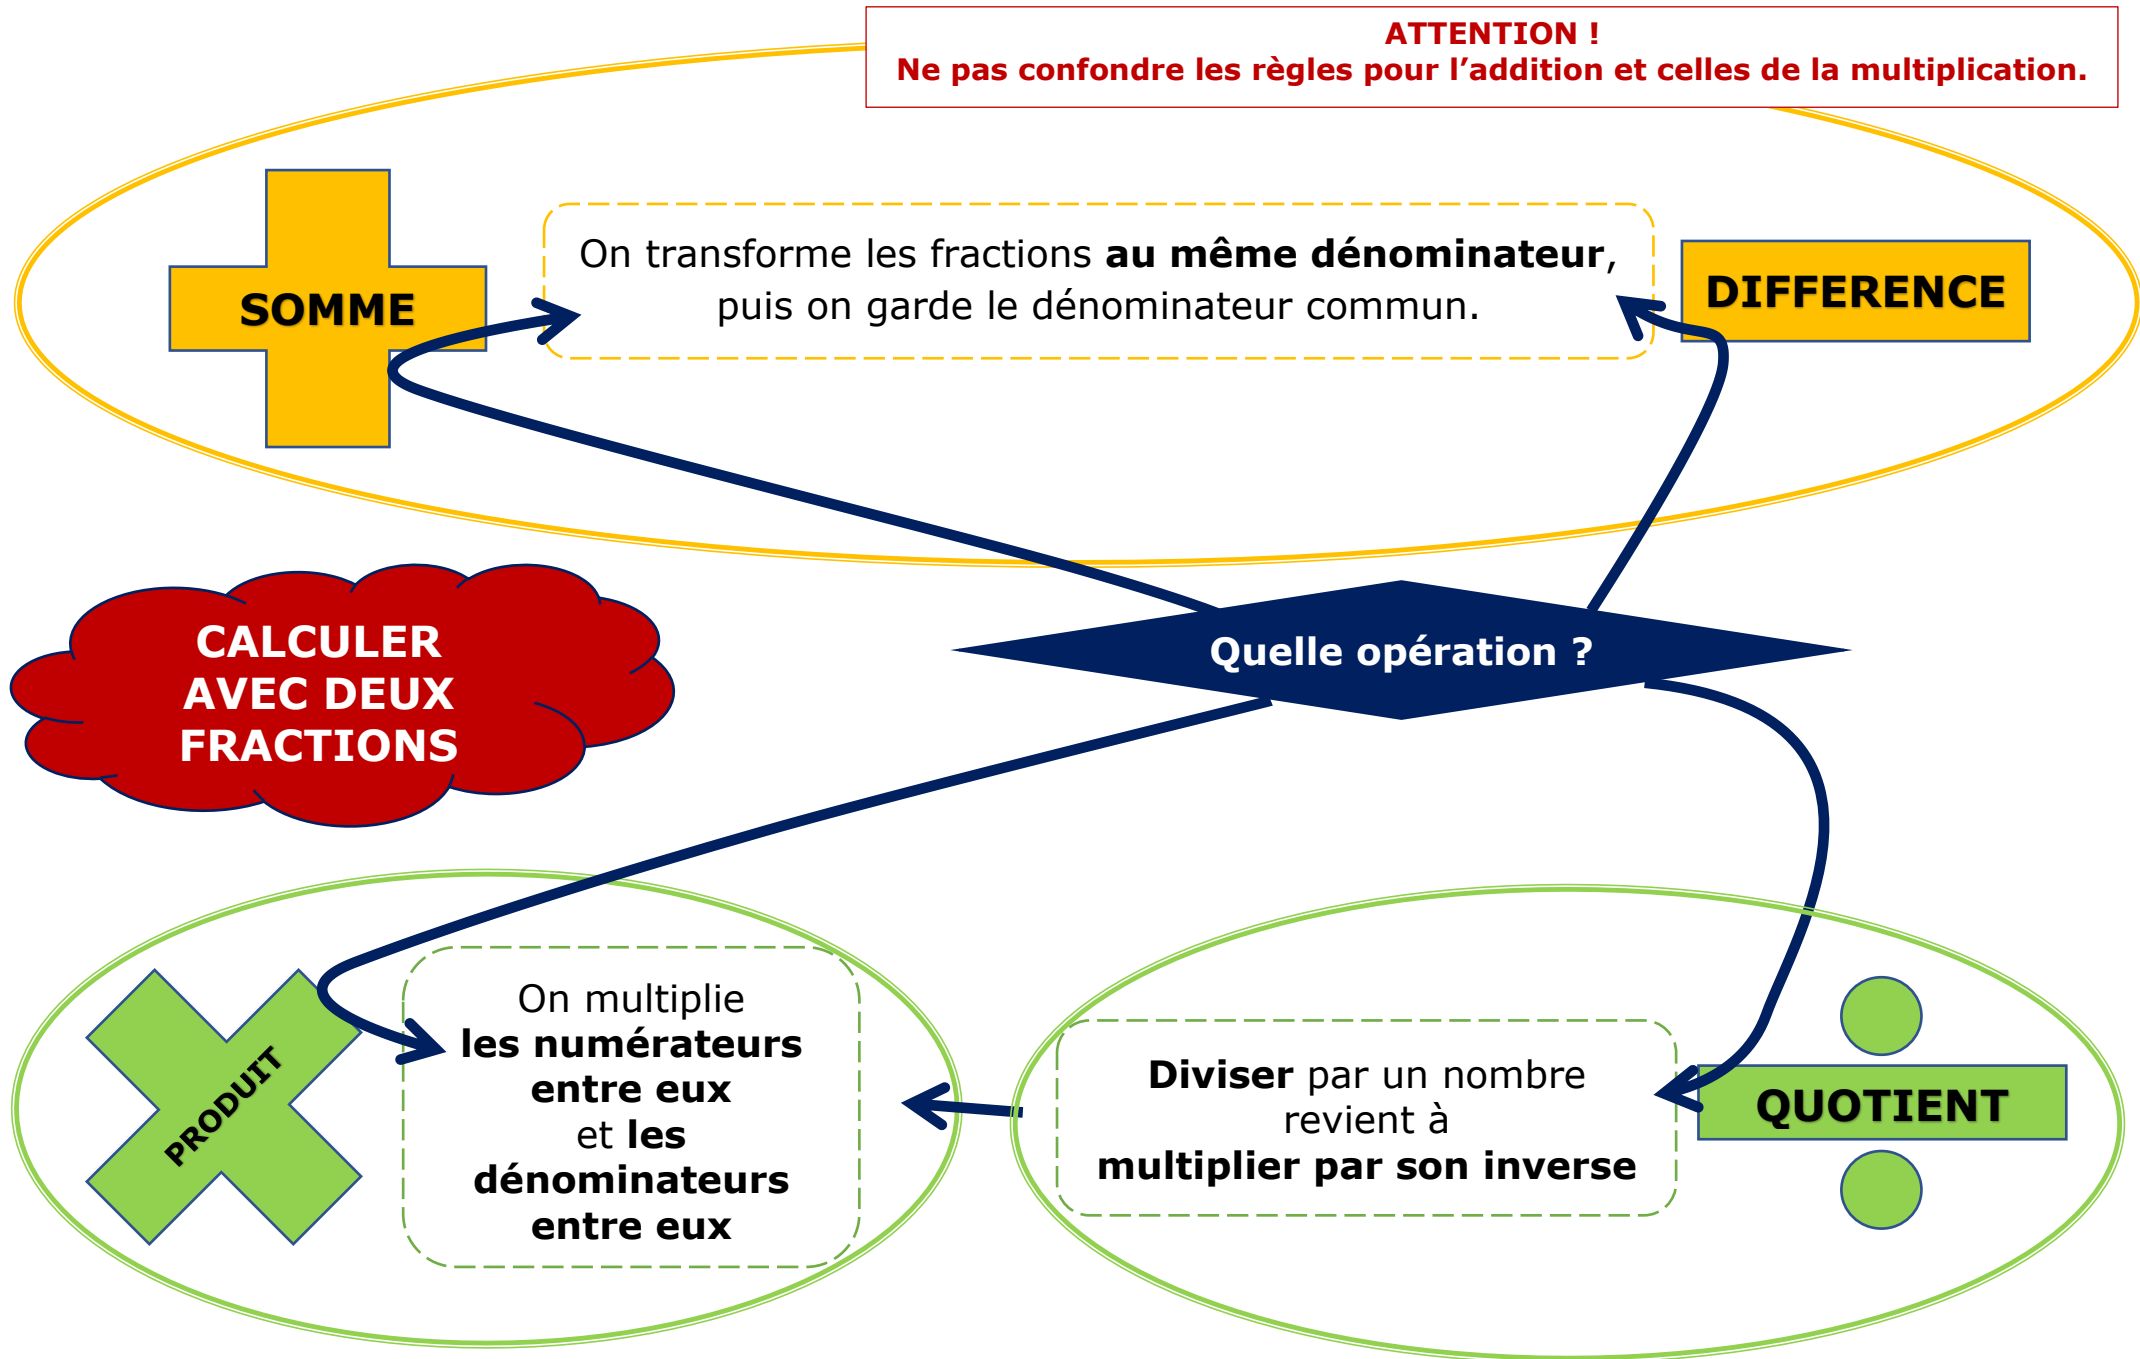 ATTENTION !
Ne pas confondre les règles pour l’addition et celles de la multiplication.
SOMME
On transforme les fractions au même dénominateur,
puis on garde le dénominateur commun.
DIFFERENCE
CALCULER
AVEC DEUX
FRACTIONS
Quelle opération ?
PRODUIT
On multiplie
les numérateurs
entre eux
et les
dénominateurs
entre eux
Diviser par un nombre
revient à
multiplier par son inverse
QUOTIENT